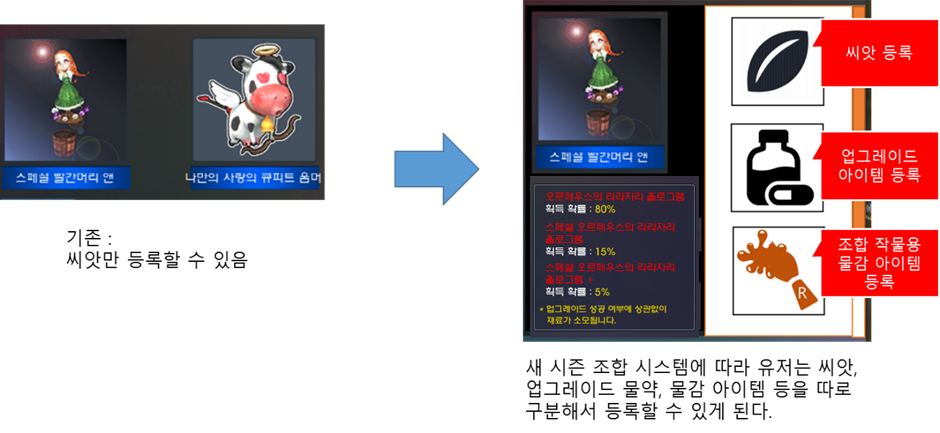 스페셜 빨간머리 앤
나만의 사랑의 큐피트 음머
기존 :
씨앗만 등록할 수 있음
스페셜 빨간머리 앤
오르페우스의 리라자리 홀로그램
획득 확률 : 80%
스페셜 오르페우스의 리라자리
홀로그램
획득 확률 : 15%
스페셜 오르페우스의 리라자리
홀로그램 +
획득 확률 : 5%
* 업그레이드 성공 여부에 상관없이
재료가 소모됩니다.
씨앗 등록
업그레이드
아이템 등록
조합 작물용
물감 아이템
등록
R
새 시즌 조합 시스템에 따라 유저는 씨앗,
업그레이드 물약, 물감 아이템 등을 따로
구분해서 등록할 수 있게 된다.